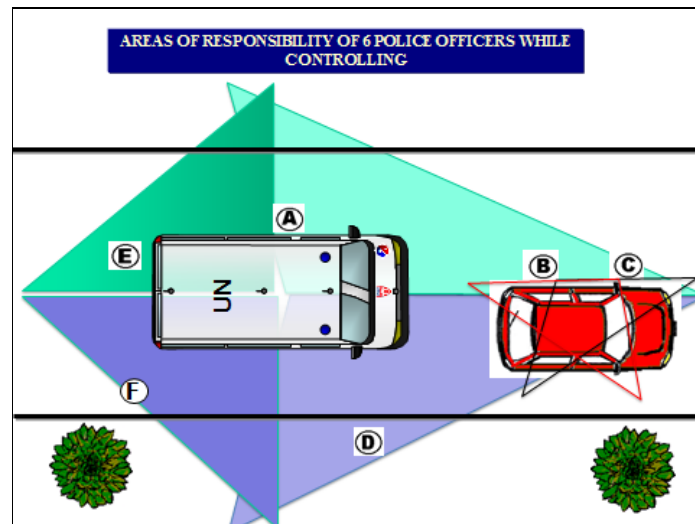 AREAS OF RESPONSIBILITY OF 6 POLICE OFFICERS WHILE
CONTROLLING
A
E
B
C
UN
F
D